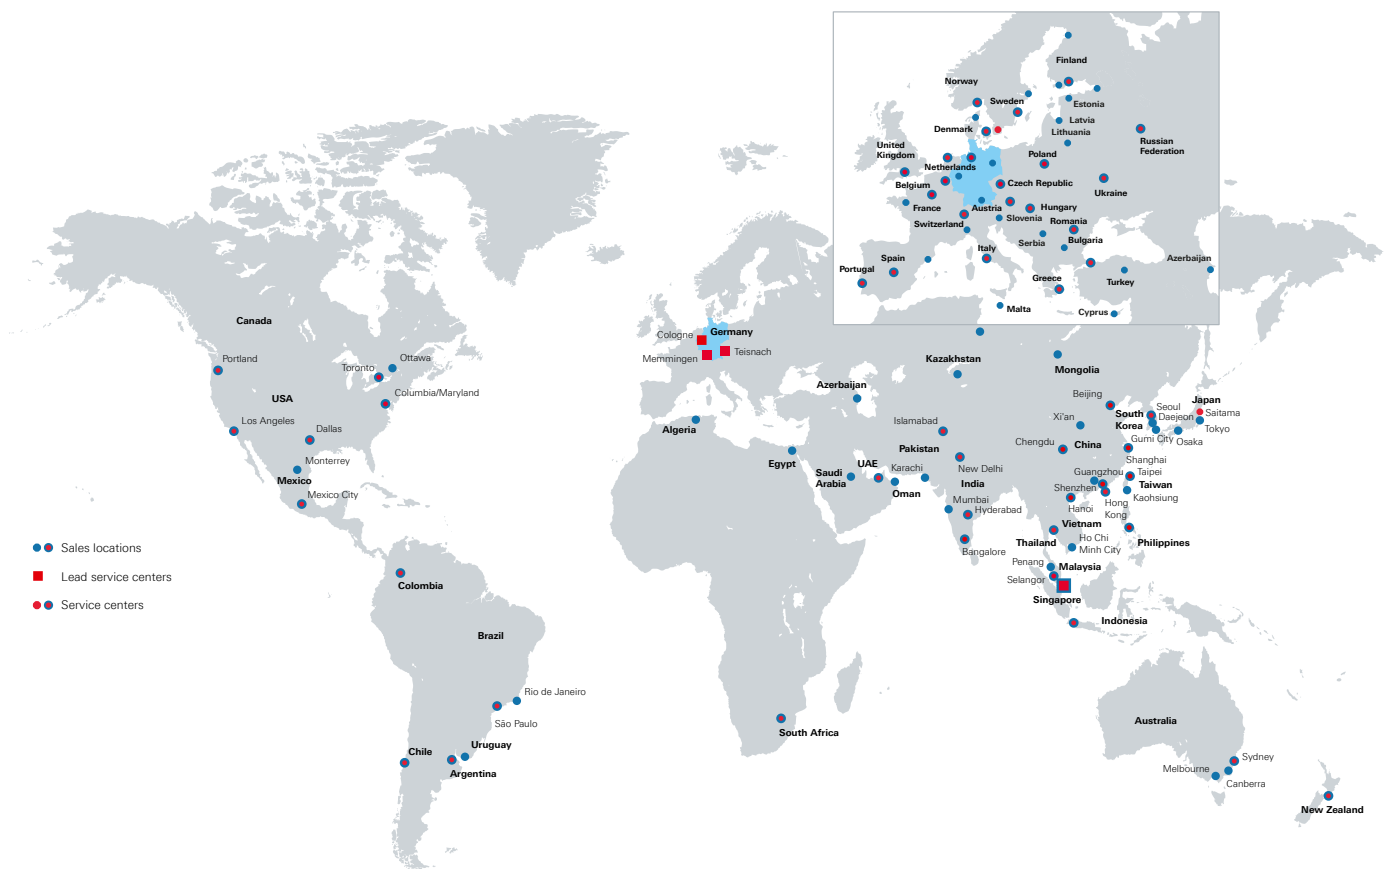 Finland
Norway
Sweden
Estonia
Latvia
Denmark
Lithuania
Russian
Federation
United
Kingdom
Poland
Netherlands
Belgium
Czech Republic
Ukraine
France
Austria
Hungary
Slovenia
Switzerland
Romania
Serbia
Bulgaria
Italy
Spain
Azerbaijan
Portugal
Greece
Turkey
Malta
Cyprus
Canada
Portland
Ottawa
Toronto
Columbia/Maryland
USA
Los Angeles
Dallas
Monterrey
Mexico
Mexico City
Germany
Cologne
Memmingen
Teisnach
Kazakhstan
Mongolia
Azerbaijan
Algeria
Egypt
Saudi
Arabia
UAE
Oman
Karachi
Islamabad
Pakistan
New Delhi
India
Mumbai
Hyderabad
Bangalore
Beijing
Xi'an
Chengdu
China
South
Korea
Seoul
Daejeon
Gumi City
Japan
Saitama
Tokyo
Osaka
Shanghai
Guangzhou
Shenzhen
Hong
Kong
Taipei
Taiwan
Kaohsiung
Hanoi
Vietnam
Thailand
Ho Chi
Minh City
Philippines
Penang
Malaysia
Selangor
Singapore
Indonesia
Sales locations
Lead service centers
Service centers
Colombia
Brazil
Rio de Janeiro
São Paulo
Uruguay
Chile
Argentina
South Africa
Australia
Sydney
Melbourne
Canberra
New Zealand